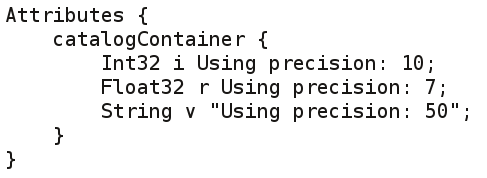 Attributes {
    catalogContainer {
        Int32 i Using precision: 10;
        Float32 r Using precision: 7;
        String v "Using precision: 50";
    }
}